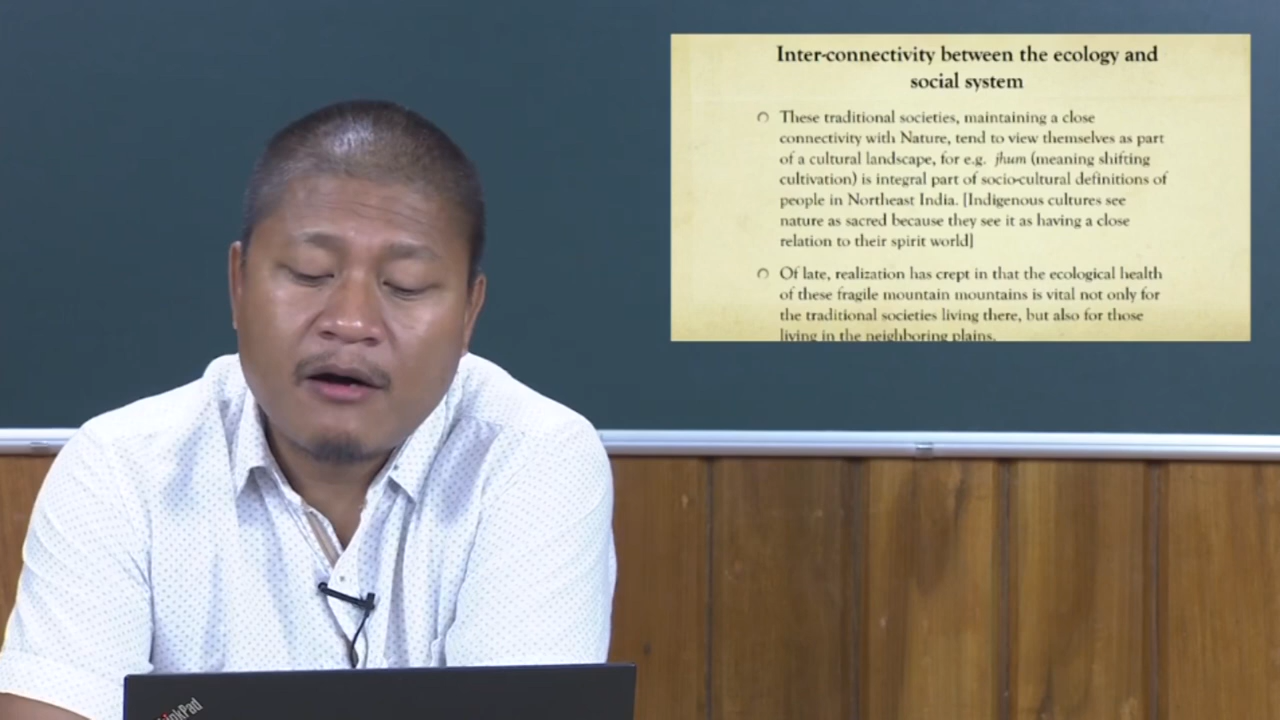 Inter-connectivity between the ecology and
social system
These traditional societies, maintaining a close
connectivity with Nature, tend to view themselves as part
of a cultural landscape, for e.g. jhum (meaning shifting
cultivation) is integral part of socio-cultural definitions of
people in Northeast India. [Indigenous cultures see
nature as sacred because they see it as having a close
relation to their spirit world]
Of late, realization has crept in that the ecological health
of these fragile mountain mountains is vital not only for
the traditional societies living there, but also for those
living in the neighboring plains.
ThinkPad